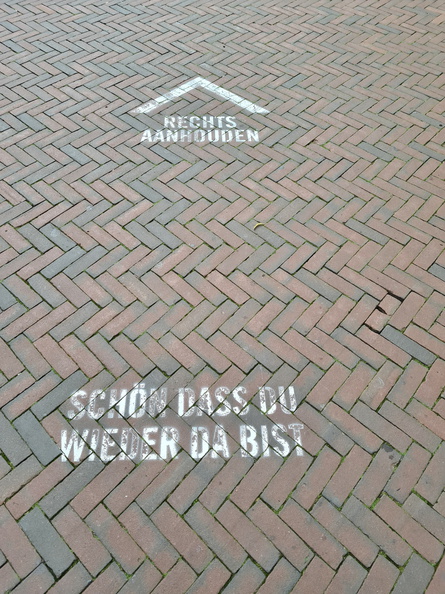 RECHTS
AANHOUDEN
SCHÖN DASS DU
WIEDER DA BIST